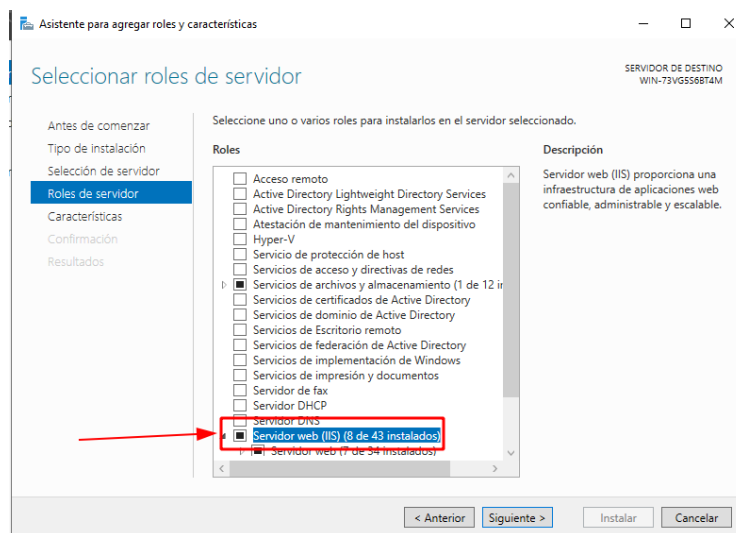 Asistente para agregar roles y características
Seleccionar roles de servidor
SERVIDOR DE DESTINO
WIN-73VG5S6BT4M
Antes de comenzar
Tipo de instalación
Selección de servidor
Roles de servidor
Características
Confirmación
Resultados
Seleccione uno o varios roles para instalarlos en el servidor seleccionado.
Roles
Acceso remoto
Active Directory Lightweight Directory Services
Active Directory Rights Management Services
Atestación de mantenimiento del dispositivo
Hyper-V
Servicio de protección de host
Servicios de acceso y directivas de redes
Servicios de archivos y almacenamiento (1 de 12 ir
Servicios de certificados de Active Directory
Servicios de dominio de Active Directory
Servicios de Escritorio remoto
Servicios de federación de Active Directory
Servicios de implementación de Windows
Servicios de impresión y documentos
Servidor de fax
Servidor DHCP
Servidor DNS
Servidor web (IIS) (8 de 43 instalados)
Servidor web (7 de 34 instalados)
Descripción
Servidor web (IIS) proporciona una
infraestructura de aplicaciones web
confiable, administrable y escalable.
< Anterior
Siguiente >
Instalar
Cancelar